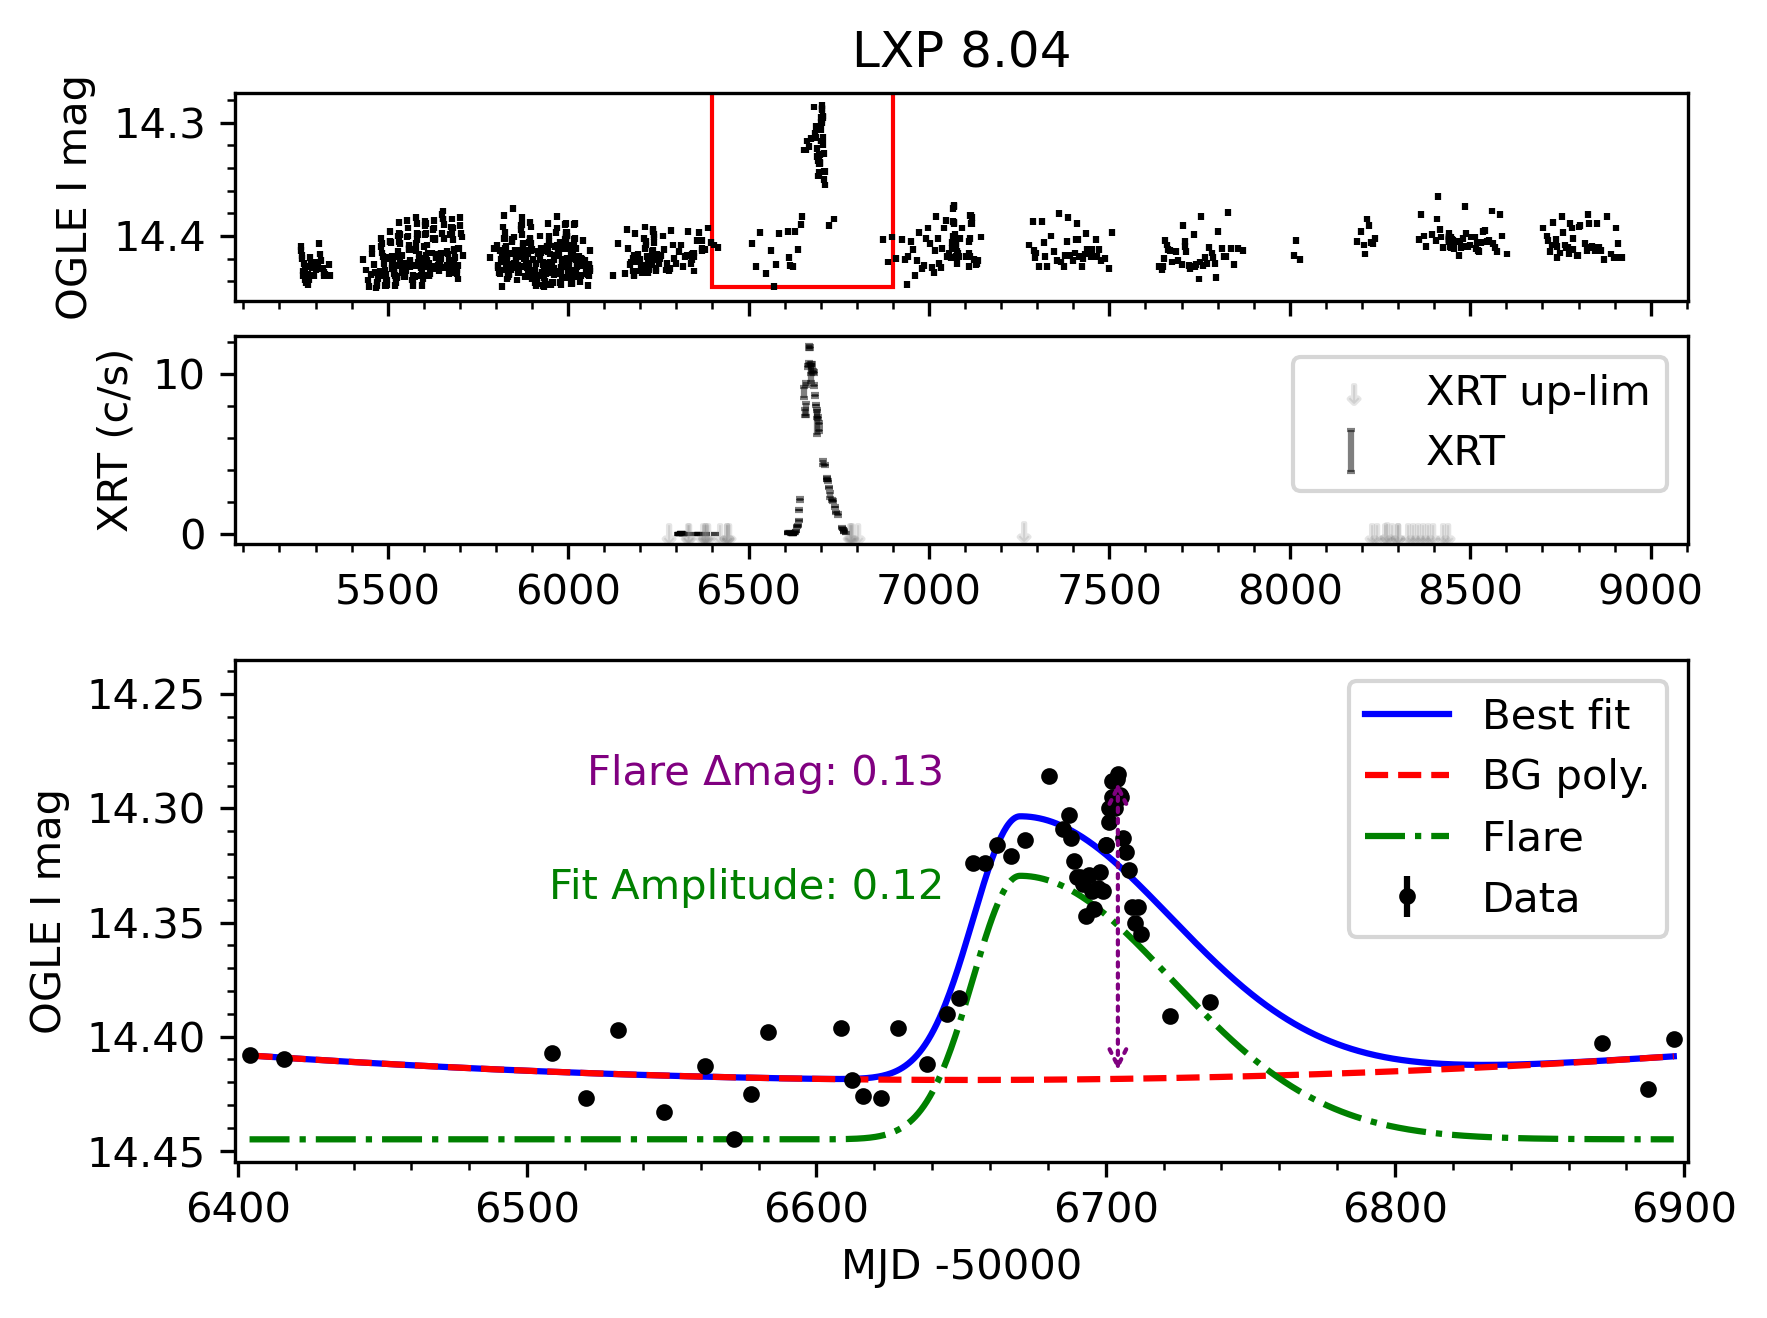 LXP 8.04
OGLE I mag
14.3
14.4
XRT (c/s)
10
0
XRT up-lim
XRT
5500 6000 6500 7000 7500 8000 8500 9000
OGLE I mag
14.25
14.30
14.35
14.40
14.45
Flare Δmag: 0.13
Fit Amplitude: 0.12
Best fit
BG poly.
Flare
Data
6400 6500 6600 6700 6800 6900
MJD -50000